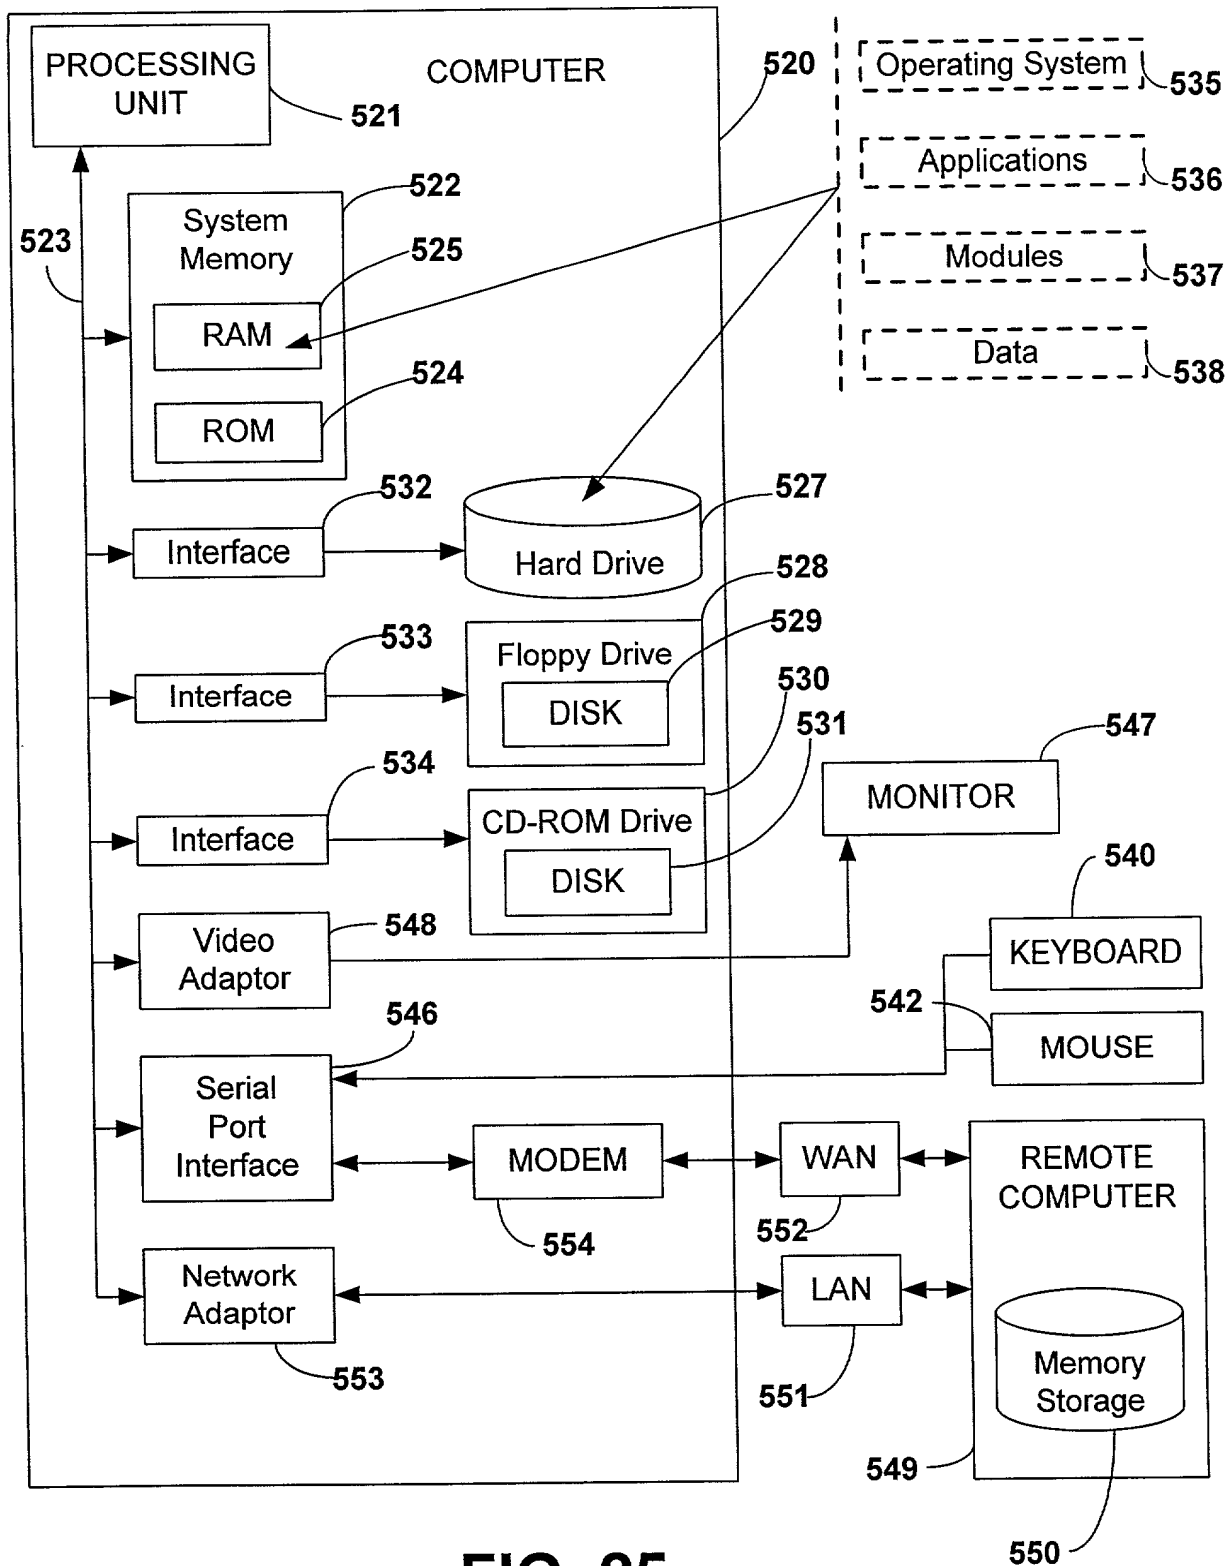 PROCESSING
UNIT
COMPUTER
520
521
Operating System
535
Applications
536
Modules
537
Data
538
522
System
Memory
523
525
RAM
524
ROM
532
Interface
527
Hard Drive
528
529
533
Interface
Floppy Drive
DISK
530
531
534
Interface
CD-ROM Drive
DISK
547
MONITOR
540
KEYBOARD
542
MOUSE
548
Video
Adaptor
546
Serial
Port
Interface
MODEM
554
WAN
552
REMOTE
COMPUTER
Network
Adaptor
553
LAN
551
Memory
Storage
549
550